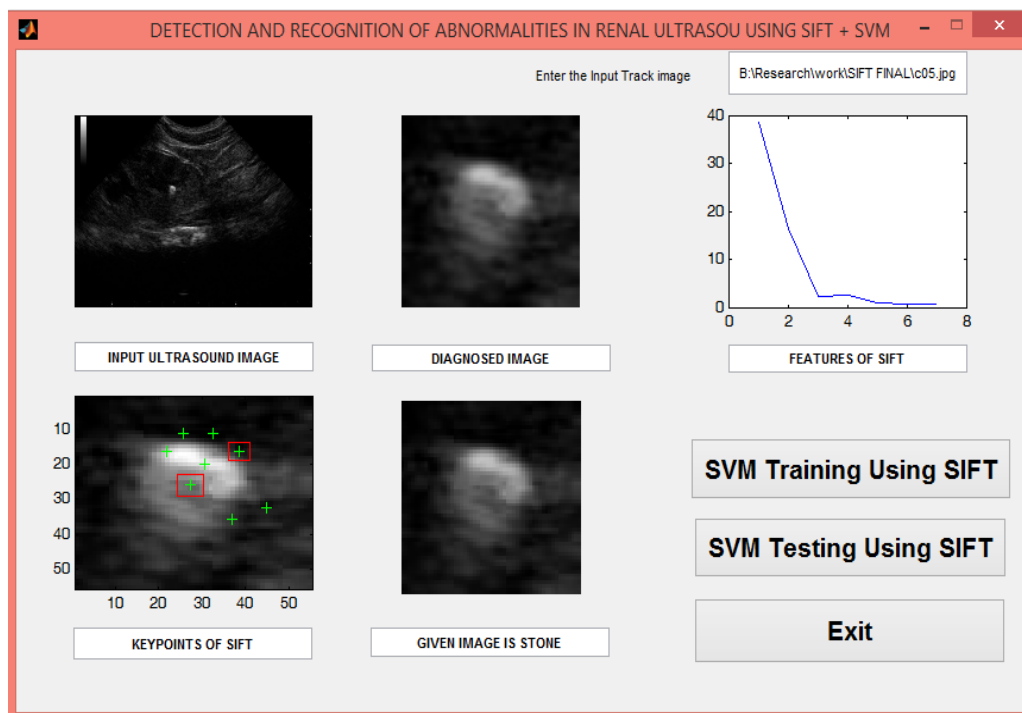 DETECTION AND RECOGNITION OF ABNORMALITIES IN RENAL ULTRASOU USING SIFT + SVM
Enter the Input Track image
B:\Research\work\SIFT FINAL\c05.jpg
40
30
20
10
0
0 2 4 6 8
INPUT ULTRASOUND IMAGE
DIAGNOSED IMAGE
FEATURES OF SIFT
10
20
30
40
50
10 20 30 40 50
KEYPOINTS OF SIFT
GIVEN IMAGE IS STONE
SVM Training Using SIFT
SVM Testing Using SIFT
Exit